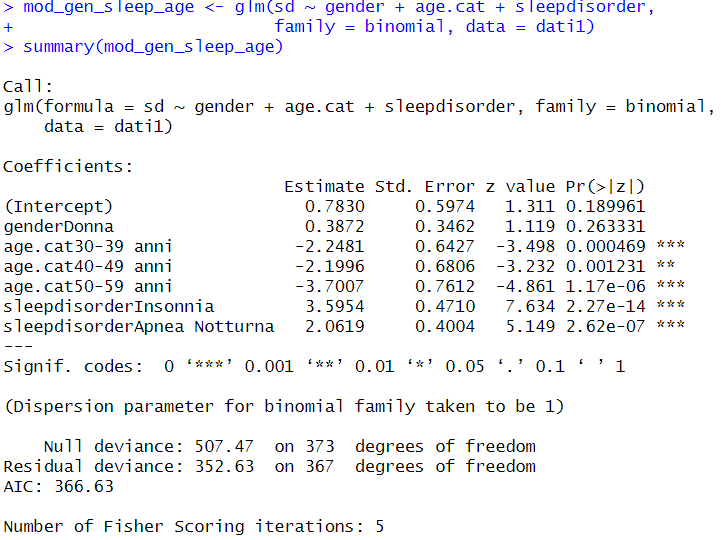 > mod_gen_sleep_age <- glm(sd ~ gender + age.cat + sleepdisorder,
+                          family = binomial, data = dati1)
> summary(mod_gen_sleep_age)

Call:
glm(formula = sd ~ gender + age.cat + sleepdisorder, family = binomial,
    data = dati1)

Coefficients:
                            Estimate Std. Error z value Pr(>|z|)
(Intercept)                   0.7830     0.5974   1.311 0.189961
genderDonna                   0.3872     0.3462   1.119 0.263331
age.cat30-39 anni            -2.2481     0.6427  -3.498 0.000469 ***
age.cat40-49 anni            -2.1996     0.6806  -3.232 0.001231 **
age.cat50-59 anni            -3.7007     0.7612  -4.861 1.17e-06 ***
sleepdisorderInsonnia         3.5954     0.4710   7.634 2.27e-14 ***
sleepdisorderApnea Notturna   2.0619     0.4004   5.149 2.62e-07 ***
---
Signif. codes:  0 ‘***’ 0.001 ‘**’ 0.01 ‘*’ 0.05 ‘.’ 0.1 ‘ ’ 1

(Dispersion parameter for binomial family taken to be 1)

    Null deviance: 507.47  on 373  degrees of freedom
Residual deviance: 352.63  on 367  degrees of freedom
AIC: 366.63

Number of Fisher Scoring iterations: 5